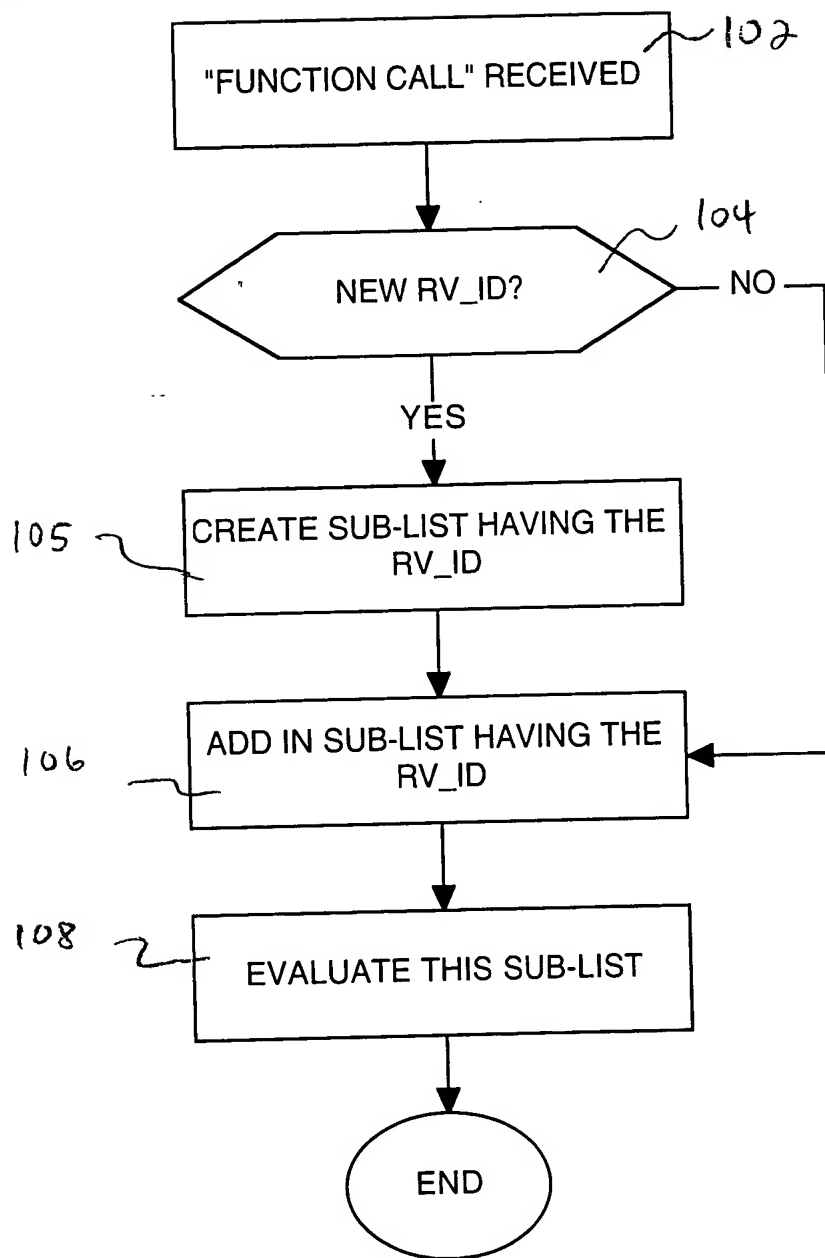 102
"FUNCTION CALL" RECEIVED
104
NEW RV_ID?
NO
YES
105
CREATE SUB-LIST HAVING THE
RV_ID
106
ADD IN SUB-LIST HAVING THE
RV_ID
108
EVALUATE THIS SUB-LIST
END